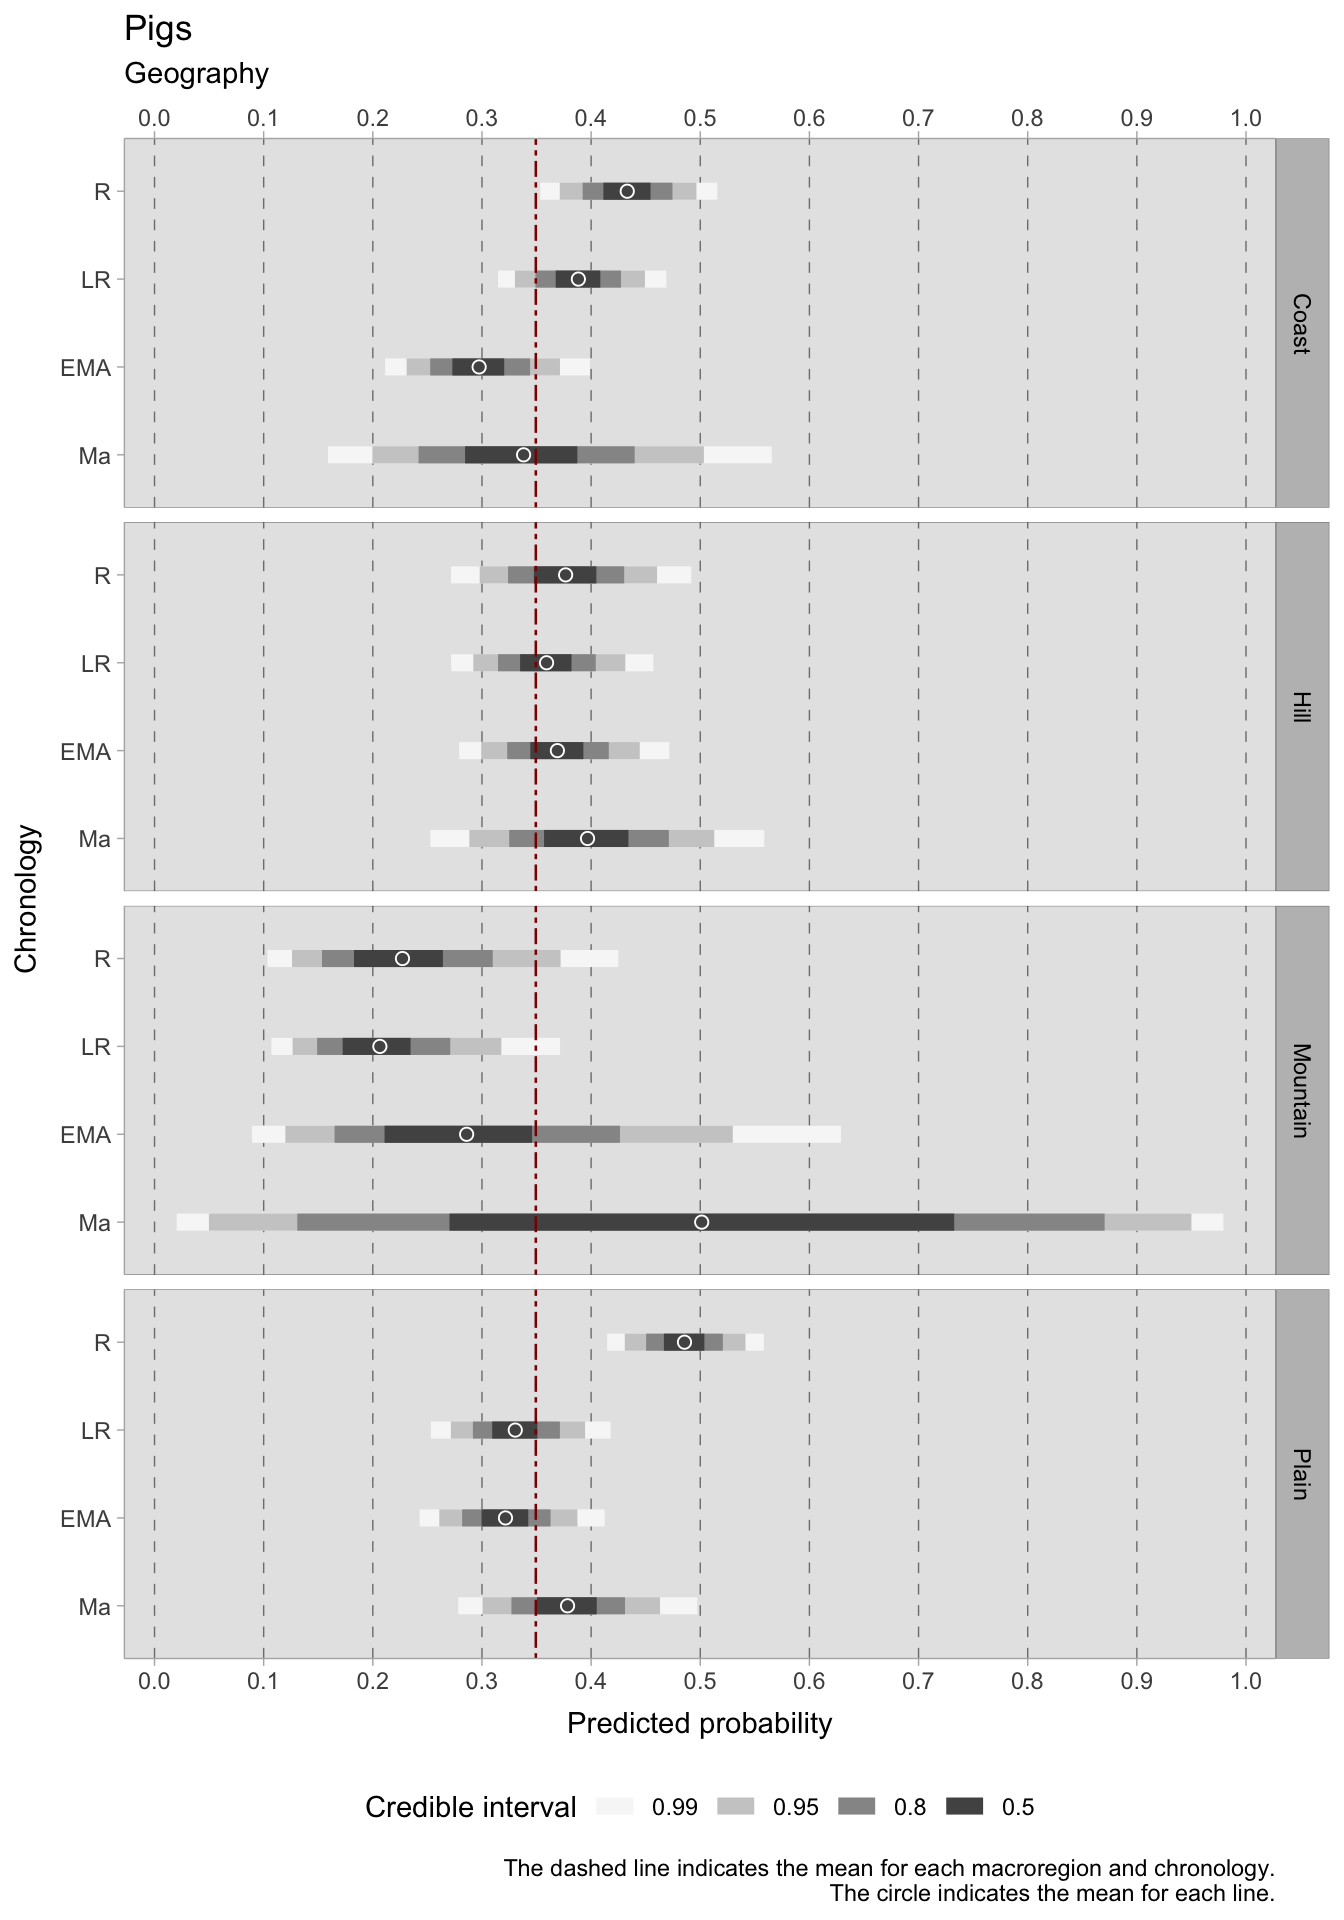 Pigs
Geography
0.0 0.1 0.2 0.3 0.4 0.5 0.6 0.7 0.8 0.9 1.0
R
LR
EMA
Ma
Coast
R
LR
EMA
Ma
Hill
Chronology
R
LR
EMA
Ma
Mountain
R
LR
EMA
Ma
Plain
0.0 0.1 0.2 0.3 0.4 0.5 0.6 0.7 0.8 0.9 1.0
Predicted probability
Credible interval 0.99 0.95 0.8 0.5
The dashed line indicates the mean for each macroregion and chronology.
The circle indicates the mean for each line.